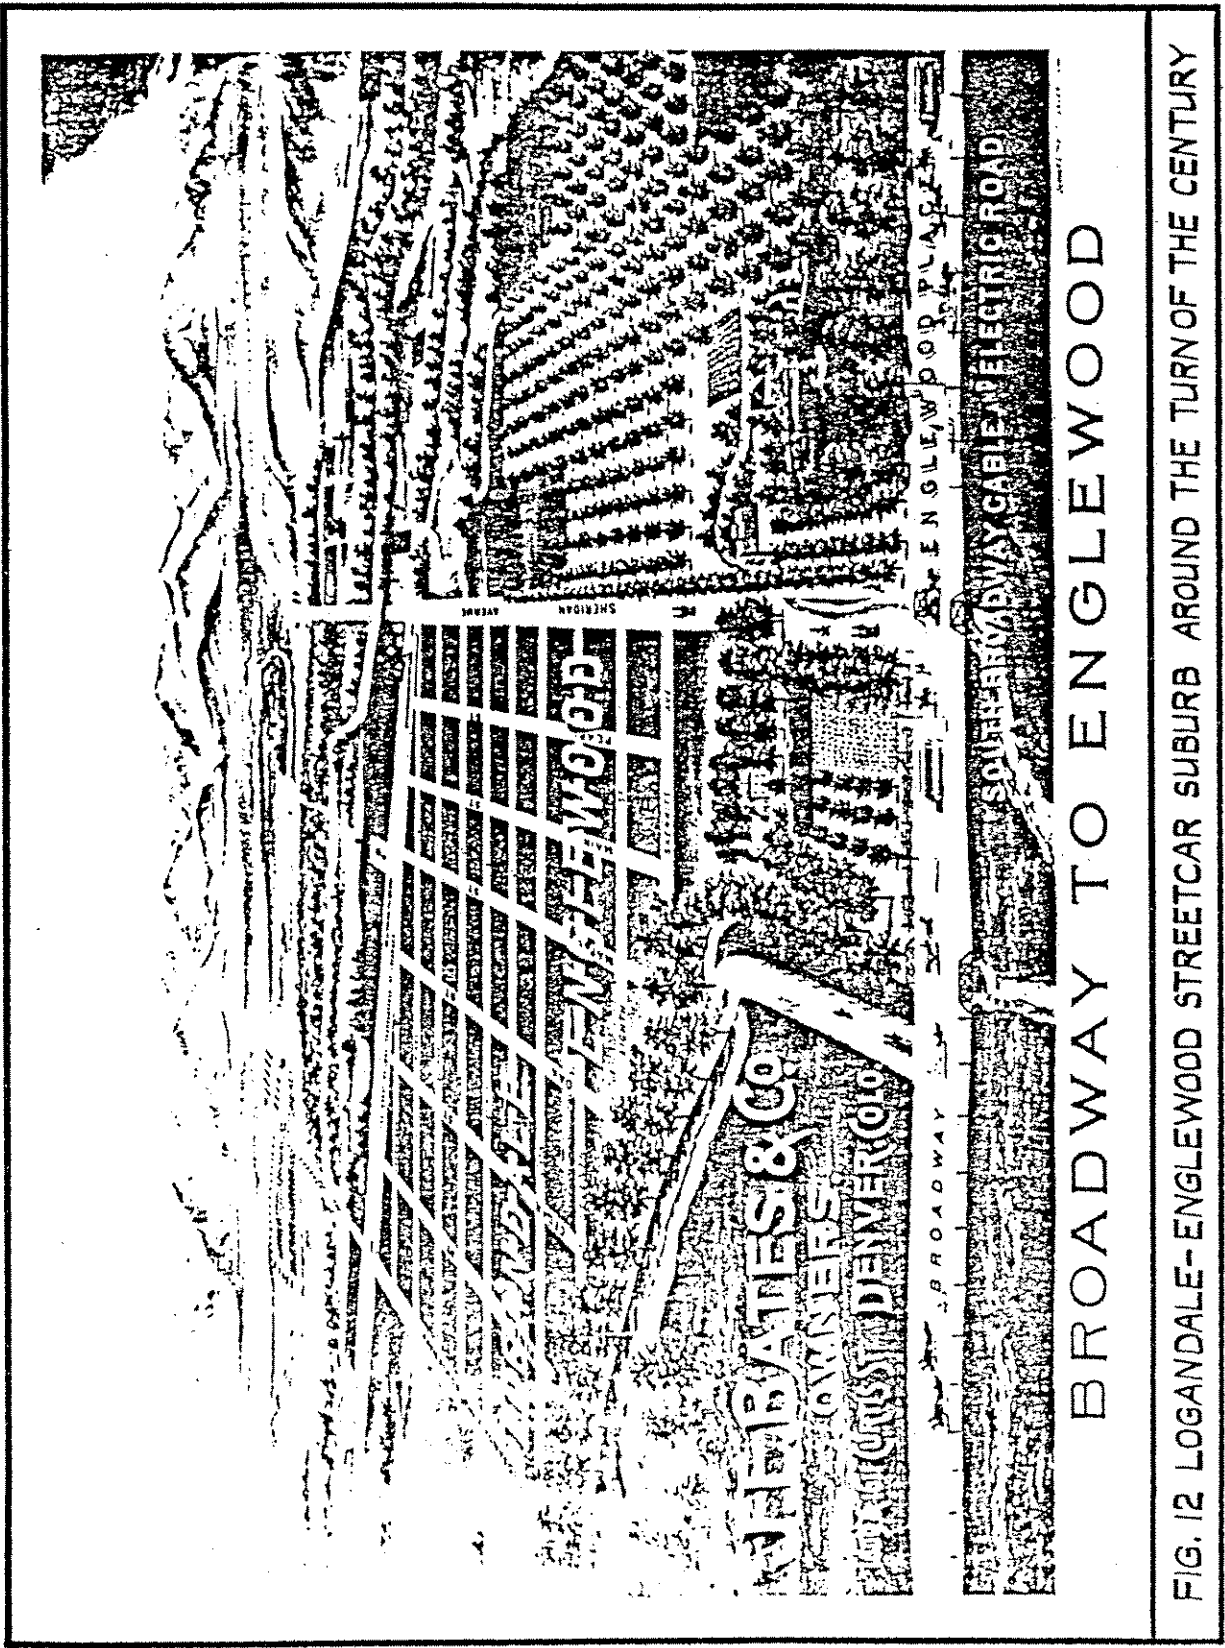 SHERIDAN AVENUE
ENGLEWOOD
ENGLEWOOD PLACE
BATES & Co
OWNERS
DENVER COLO
BROADWAY
SOUTH BROADWAY CABLE & ELECTRIC ROAD
BROADWAY TO ENGLEWOOD
FIG. 12 LOGANDALE-ENGLEWOOD STREETCAR SUBURB AROUND THE TURN OF THE CENTURY